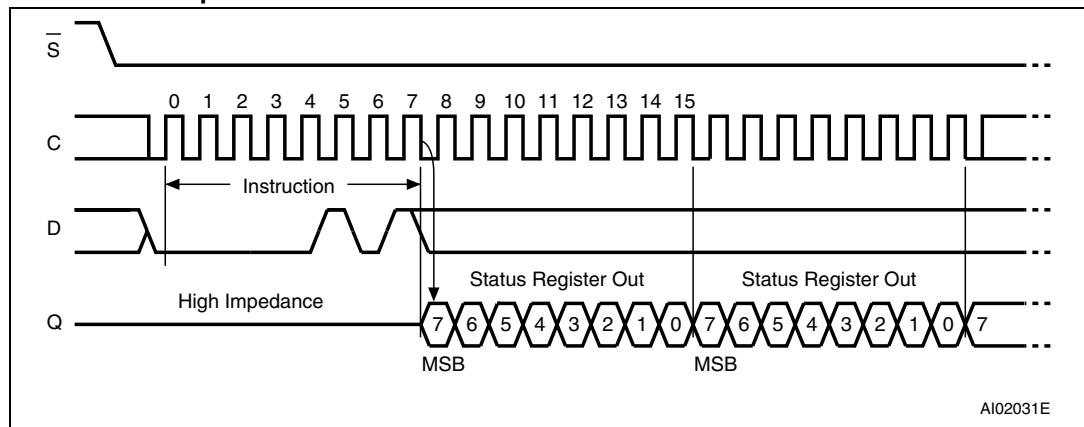 S
0 1 2 3 4 5 6 7 8 9 10 11 12 13 14 15
C
Instruction
D
Status Register Out Status Register Out
High Impedance
Q 7 6 5 4 3 2 1 0 7 6 5 4 3 2 1 0 7
MSB MSB
AI02031E